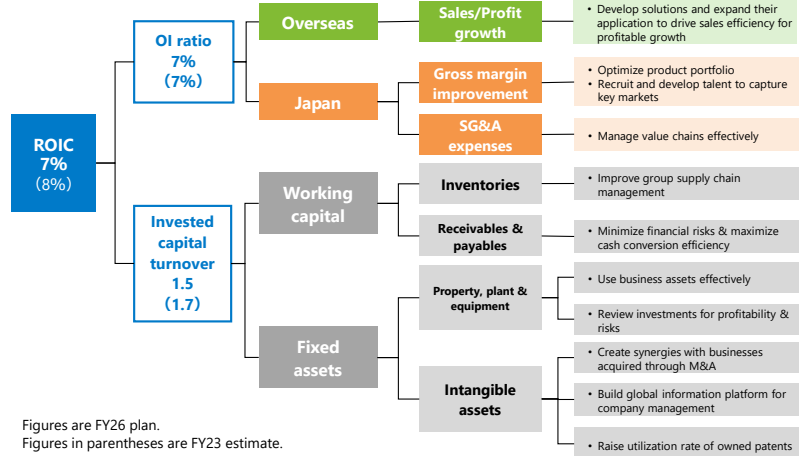 ROIC
7%
(8%)
OI ratio
7%
(7%)
Invested
capital
turnover
1.5
(1.7)
Overseas
Japan
Working
capital
Fixed
assets
Sales/Profit
growth
Gross margin
improvement
SG&A
expenses
Inventories
Receivables &
payables
Property, plant &
equipment
Intangible
assets
• Develop solutions and expand their
application to drive sales efficiency for
profitable growth
• Optimize product portfolio
• Recruit and develop talent to capture
key markets
• Manage value chains effectively
• Improve group supply chain
management
• Minimize financial risks & maximize
cash conversion efficiency
• Use business assets effectively
• Review investments for profitability &
risks
• Create synergies with businesses
acquired through M&A
• Build global information platform for
company management
• Raise utilization rate of owned patents
Figures are FY26 plan.
Figures in parentheses are FY23 estimate.